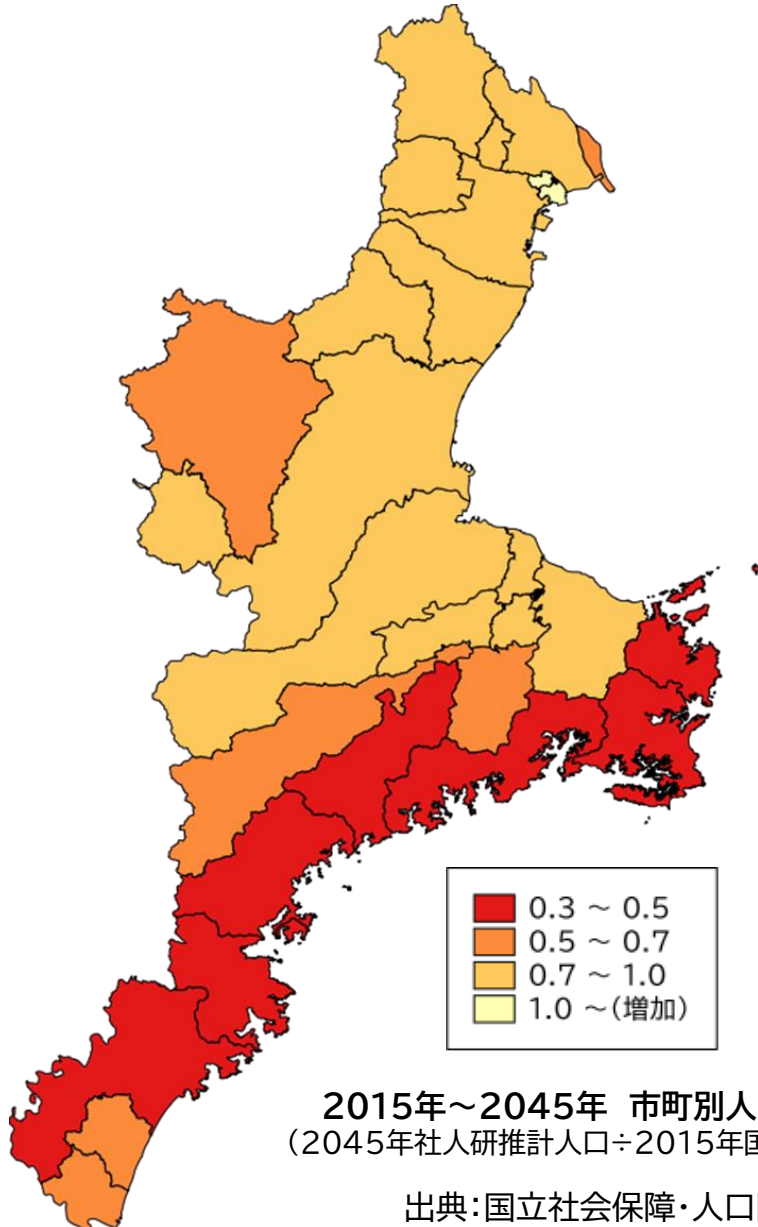 0.3 ～ 0.5
0.5 ～ 0.7
0.7 ～ 1.0
1.0 ～(増加)
2015年～2045年 市町別人
(2045年社人研推計人口÷2015年国
出典：国立社会保障・人口